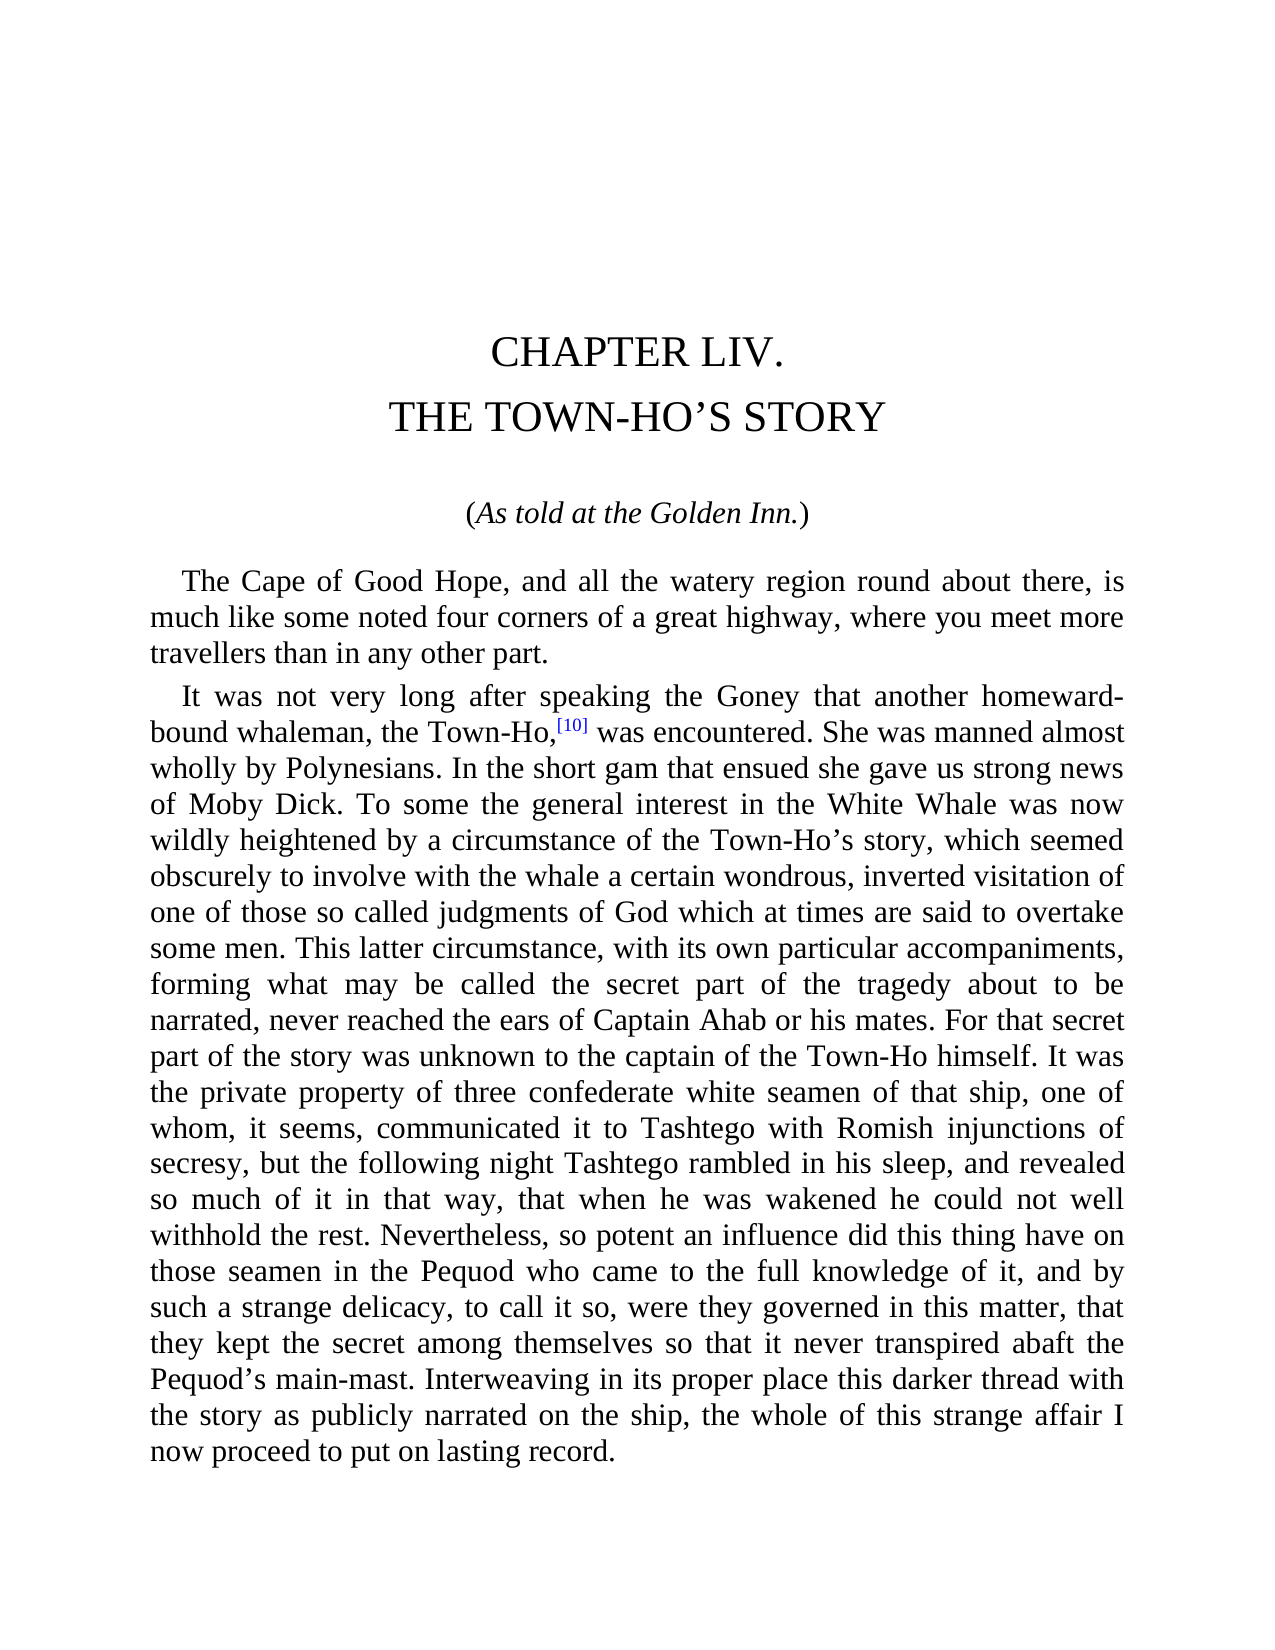 CHAPTER LIV.
THE TOWN-HO’S STORY
(As told at the Golden Inn.)
The Cape of Good Hope, and all the watery region round about there, is
much like some noted four corners of a great highway, where you meet more
travellers than in any other part.
It was not very long after speaking the Goney that another homeward-
bound whaleman, the Town-Ho,[10] was encountered. She was manned almost
wholly by Polynesians. In the short gam that ensued she gave us strong news
of Moby Dick. To some the general interest in the White Whale was now
wildly heightened by a circumstance of the Town-Ho’s story, which seemed
obscurely to involve with the whale a certain wondrous, inverted visitation of
one of those so called judgments of God which at times are said to overtake
some men. This latter circumstance, with its own particular accompaniments,
forming what may be called the secret part of the tragedy about to be
narrated, never reached the ears of Captain Ahab or his mates. For that secret
part of the story was unknown to the captain of the Town-Ho himself. It was
the private property of three confederate white seamen of that ship, one of
whom, it seems, communicated it to Tashtego with Romish injunctions of
secresy, but the following night Tashtego rambled in his sleep, and revealed
so much of it in that way, that when he was wakened he could not well
withhold the rest. Nevertheless, so potent an influence did this thing have on
those seamen in the Pequod who came to the full knowledge of it, and by
such a strange delicacy, to call it so, were they governed in this matter, that
they kept the secret among themselves so that it never transpired abaft the
Pequod’s main-mast. Interweaving in its proper place this darker thread with
the story as publicly narrated on the ship, the whole of this strange affair I
now proceed to put on lasting record.